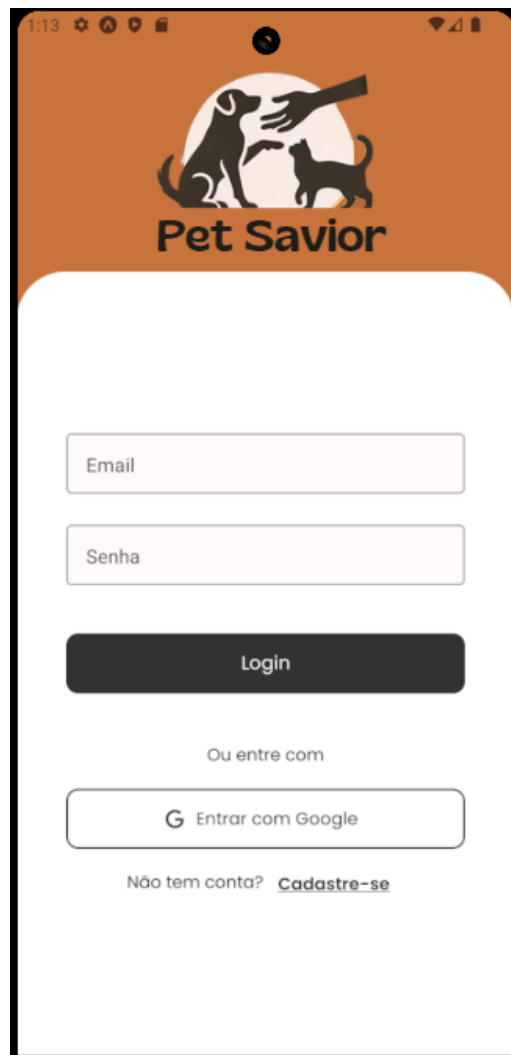 1:13
Pet Savior
Email
Senha
Login
Ou entre com
G Entrar com Google
Não tem conta? Cadastre-se